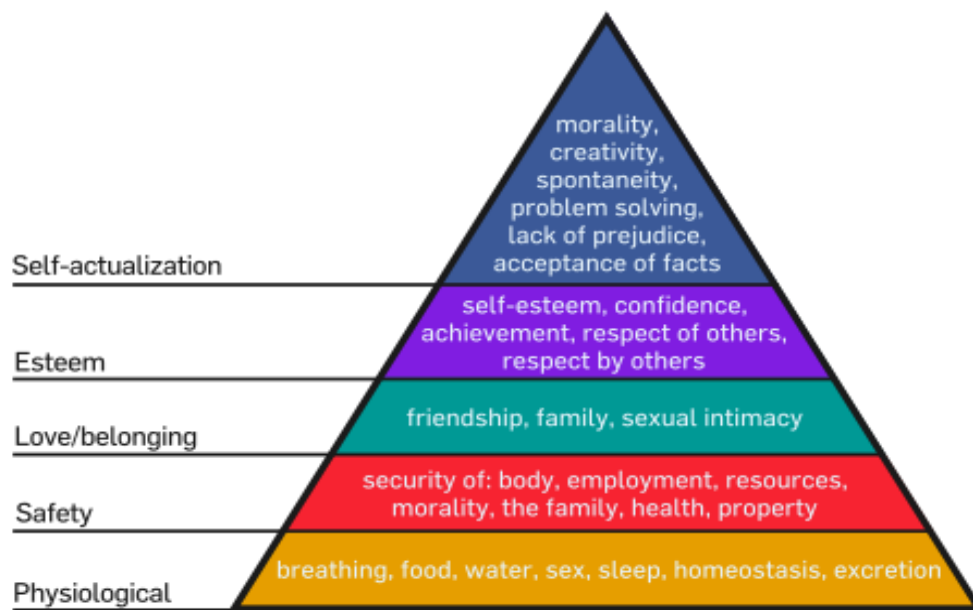 morality,
creativity,
spontaneity,
problem solving,
lack of prejudice,
acceptance of facts
Self-actualization
self-esteem, confidence,
achievement, respect of others,
respect by others
Esteem
friendship, family, sexual intimacy
Love/belonging
security of: body, employment, resources,
morality, the family, health, property
Safety
breathing, food, water, sex, sleep, homeostasis, excretion
Physiological